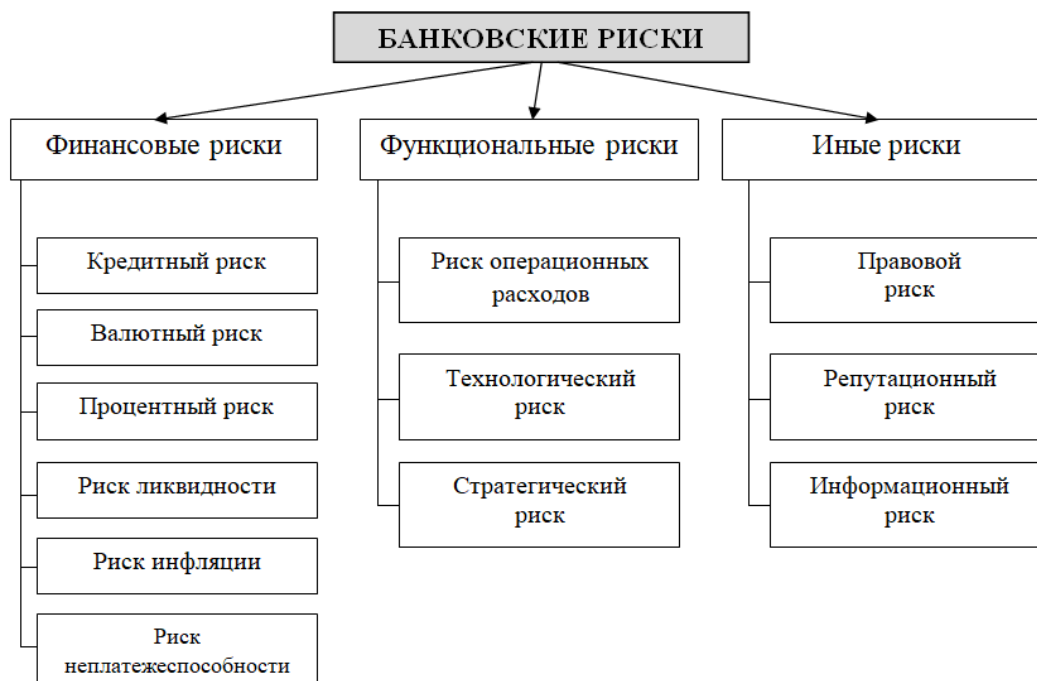 БАНКОВСКИЕ РИСКИ
Финансовые риски
Кредитный риск
Валютный риск
Процентный риск
Риск ликвидности
Риск инфляции
Риск
неплатежеспособности
Функциональные риски
Риск операционных
расходов
Технологический
риск
Стратегический
риск
Иные риски
Правовой
риск
Репутационный
риск
Информационный
риск